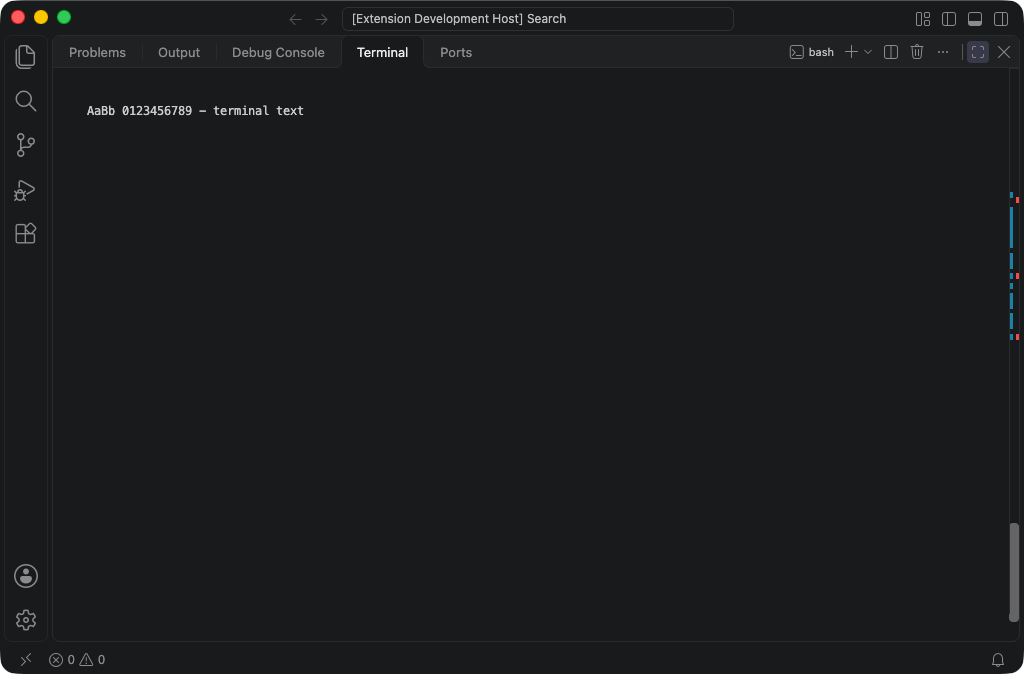 [Extension Development Host] Search
Problems Output Debug Console Terminal Ports bash
AaBb 0123456789 — terminal text
0 0